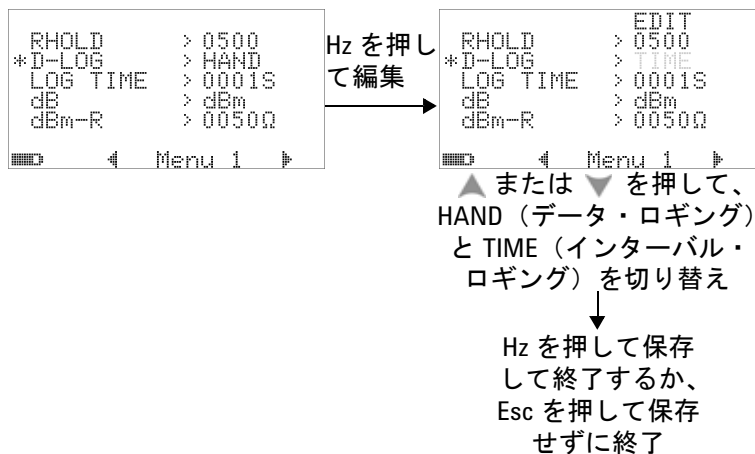 RHOLD > 0500
*D-LOG > HAND
LOG TIME > 0001S
dB > dBm
dBm-R > 0050Ω
Menu 1
Hz を押し
て編集
EDIT
RHOLD > 0500
*D-LOG > TIME
LOG TIME > 0001S
dB > dBm
dBm-R > 0050Ω
Menu 1
▲ または ▼ を押して、
HAND（データ・ロギング）
と TIME（インターバル・
ロギング）を切り替え
Hz を押して保存
して終了するか、
Esc を押して保存
せずに終了